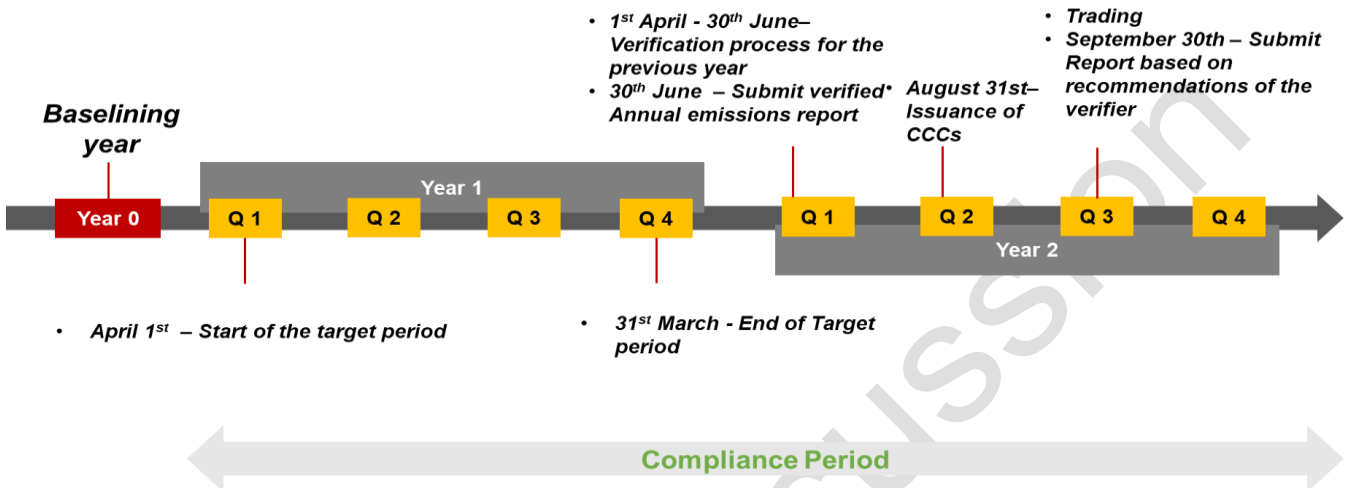 • 1st April - 30th June–
Verification process for the
previous year
• 30th June – Submit verified
Annual emissions report
• August 31st–
Issuance of
CCCs
• Trading
• September 30th – Submit
Report based on
recommendations of the
verifier
Baselining
year
Year 1
Year 0
Q 1
Q 2
Q 3
Q 4
Q 1
Q 2
Q 3
Q 4
Year 2
• April 1st – Start of the target period
• 31st March - End of Target
period
Compliance Period
cussion